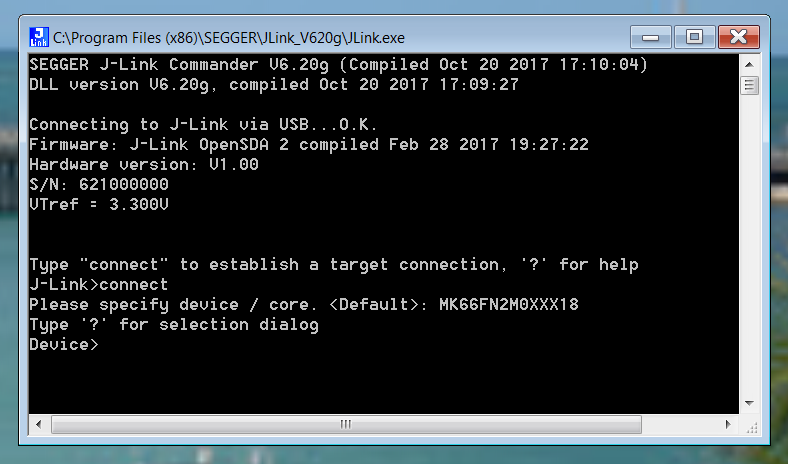 J
Link
C:\Program Files (x86)\SEGGER\JLink_V620g\JLink.exe
SEGGER J-Link Commander V6.20g (Compiled Oct 20 2017 17:10:04)
DLL version V6.20g, compiled Oct 20 2017 17:09:27
Connecting to J-Link via USB...O.K.
Firmware: J-Link OpenSDA 2 compiled Feb 28 2017 19:27:22
Hardware version: V1.00
S/N: 621000000
VTref = 3.300V
Type "connect" to establish a target connection, '?' for help
J-Link>connect
Please specify device / core. <Default>: MK66FN2M0XXX18
Type '?' for selection dialog
Device>